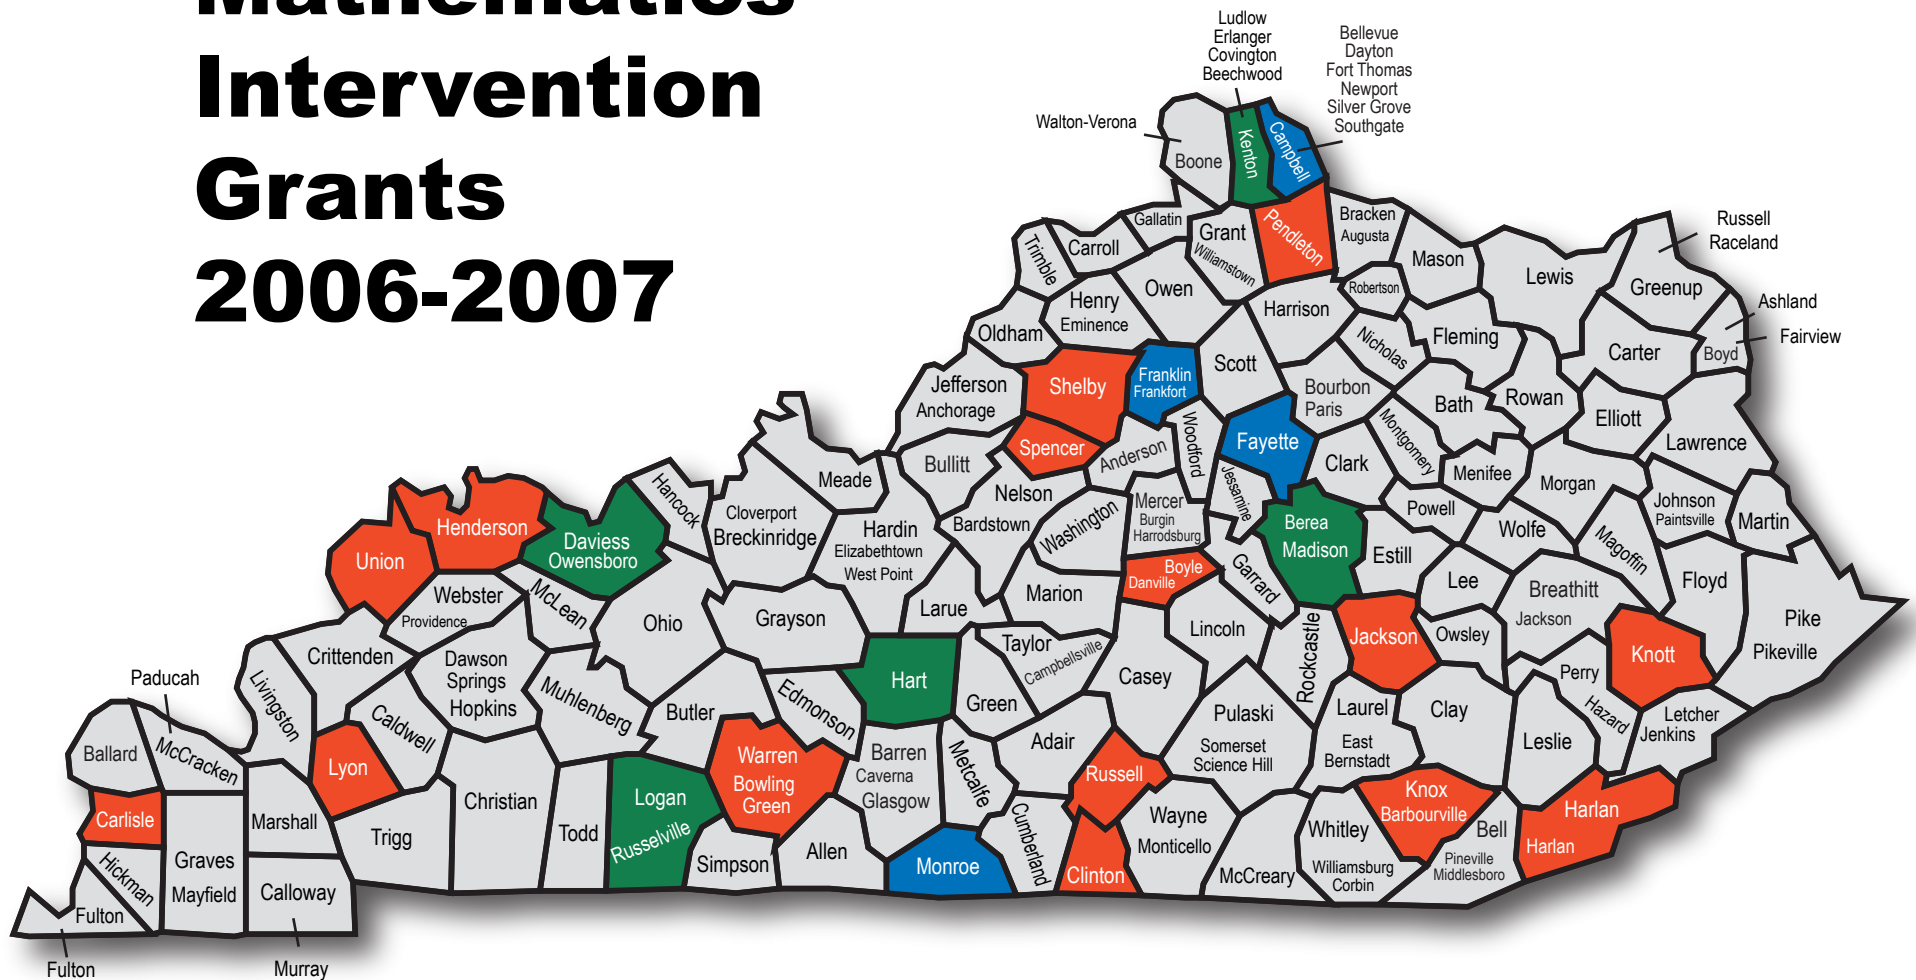 Mathematics
Intervention
Grants
2006-2007
Ludlow
Erlanger
Covington
Beechwood
Bellevue
Dayton
Fort Thomas
Newport
Silver Grove
Southgate
Walton-Verona
Boone
Kenton
Campbell
Gallatin
Grant
Williamstown
Pendleton
Bracken
Augusta
Russell
Raceland
Trimble
Carroll
Owen
Mason
Lewis
Greenup
Robertson
Ashland
Fairview
Boyd
Henry
Eminence
Oldham
Harrison
Nicholas
Fleming
Carter
Shelby
Franklin
Frankfort
Scott
Bourbon
Paris
Bath
Rowan
Elliott
Lawrence
Jefferson
Anchorage
Spencer
Anderson
Woodford
Fayette
Clark
Montgomery
Menifee
Morgan
Johnson
Paintsville
Martin
Bullitt
Meade
Hancock
Cloverport
Breckinridge
Hardin
Elizabethtown
West Point
Nelson
Bardstown
Washington
Mercer
Burgin
Harrodsburg
Jessamine
Berea
Madison
Estill
Powell
Wolfe
Magoffin
Floyd
Pike
Pikeville
Union
Henderson
Daviess
Owensboro
Webster
Providence
McLean
Ohio
Grayson
Larue
Marion
Boyle
Danville
Garrard
Lincoln
Rockcastle
Jackson
Lee
Owsley
Breathitt
Jackson
Knott
Perry
Hazard
Letcher
Jenkins
Crittenden
Livingston
Paducah
Ballard
McCracken
Lyon
Caldwell
Dawson
Springs
Hopkins
Muhlenberg
Butler
Edmonson
Hart
Green
Taylor
Campbellsville
Casey
Adair
Pulaski
Somerset
Science Hill
Laurel
East
Bernstadt
Clay
Leslie
Harlan
Harlan
Carlisle
Hickman
Fulton
Fulton
Graves
Mayfield
Marshall
Calloway
Murray
Trigg
Christian
Todd
Logan
Russelville
Warren
Bowling
Green
Simpson
Allen
Barren
Caverna
Glasgow
Metcalfe
Monroe
Cumberland
Russell
Clinton
Wayne
Monticello
McCreary
Whitley
Williamsburg
Corbin
Knox
Barbourville
Bell
Pineville
Middlesboro